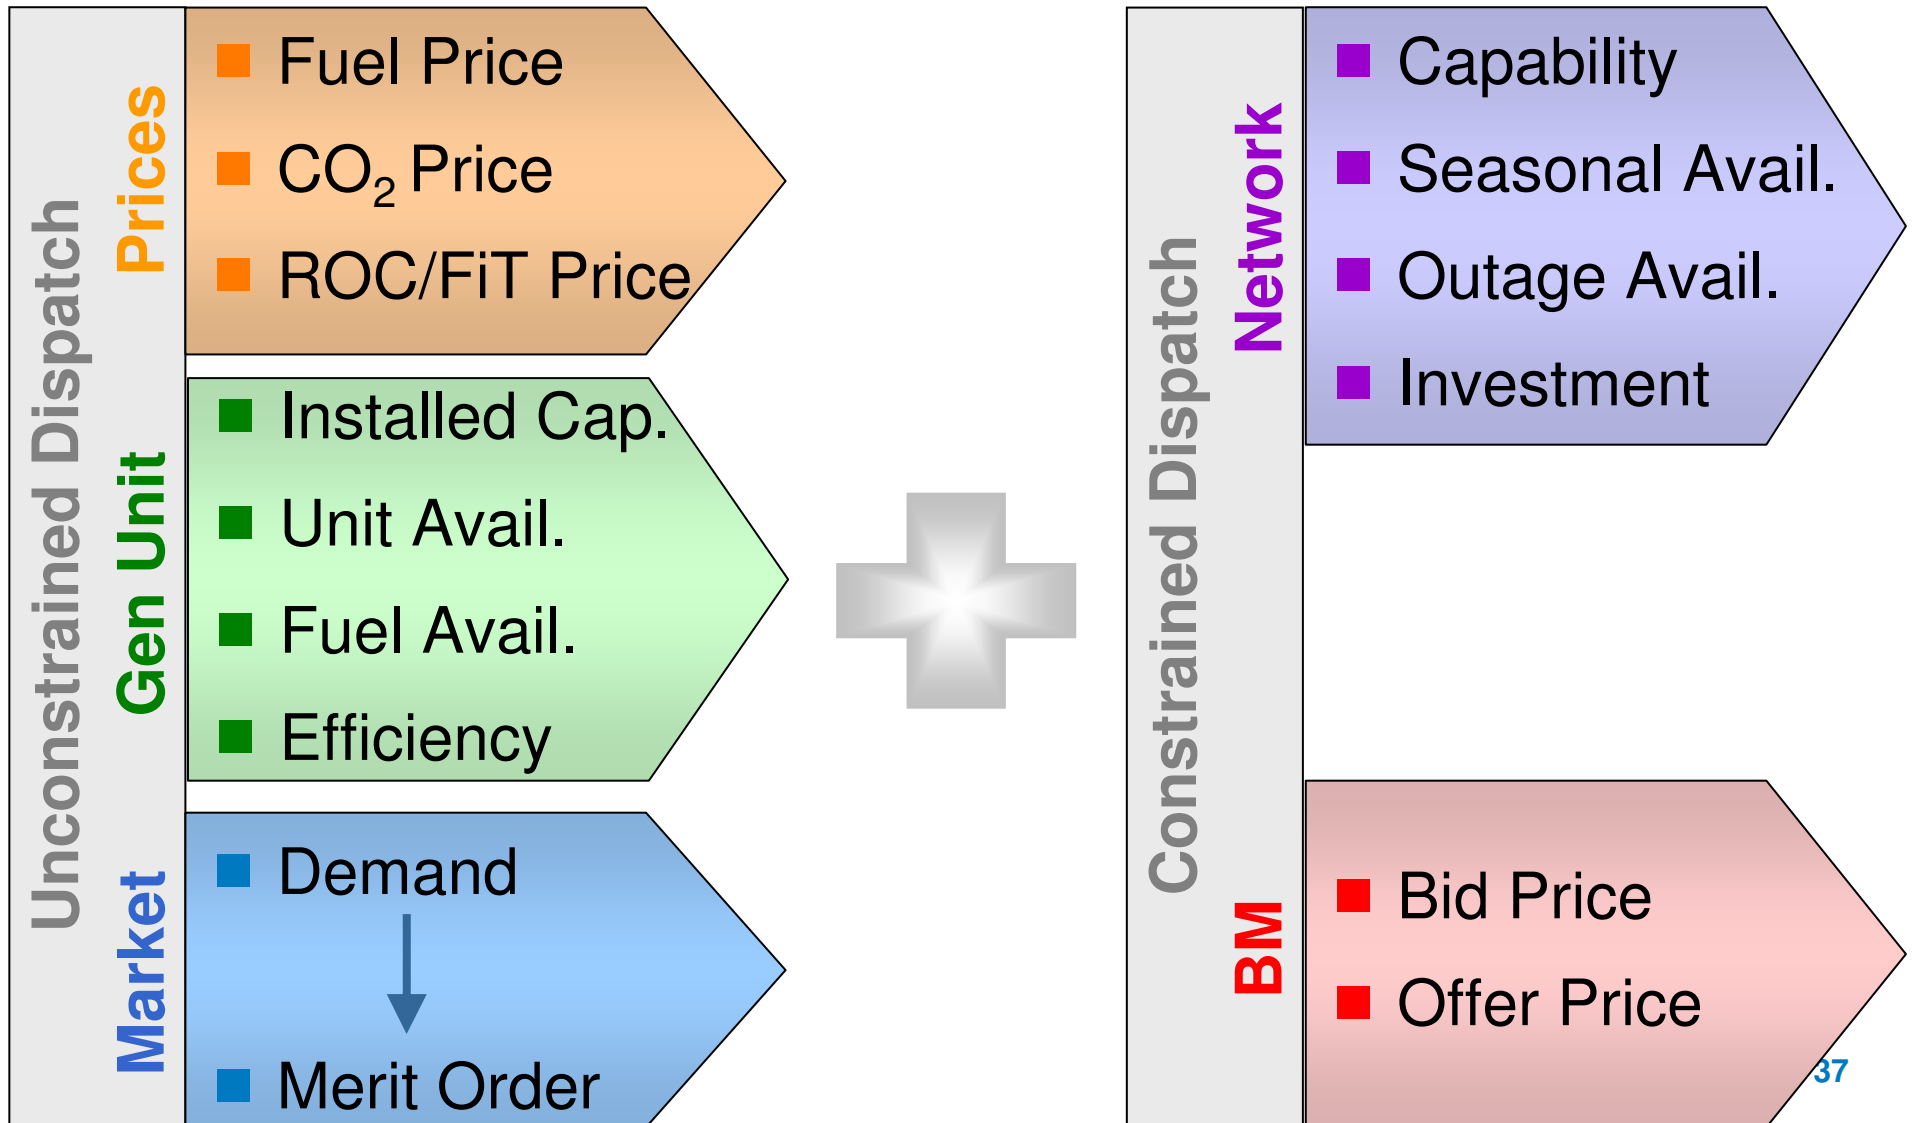 Unconstrained Dispatch
Prices
Fuel Price
CO₂ Price
ROC/FiT Price
Gen Unit
Installed Cap.
Unit Avail.
Fuel Avail.
Efficiency
Market
Demand
Merit Order
Constrained Dispatch
Network
Capability
Seasonal Avail.
Outage Avail.
Investment
BM
Bid Price
Offer Price
37